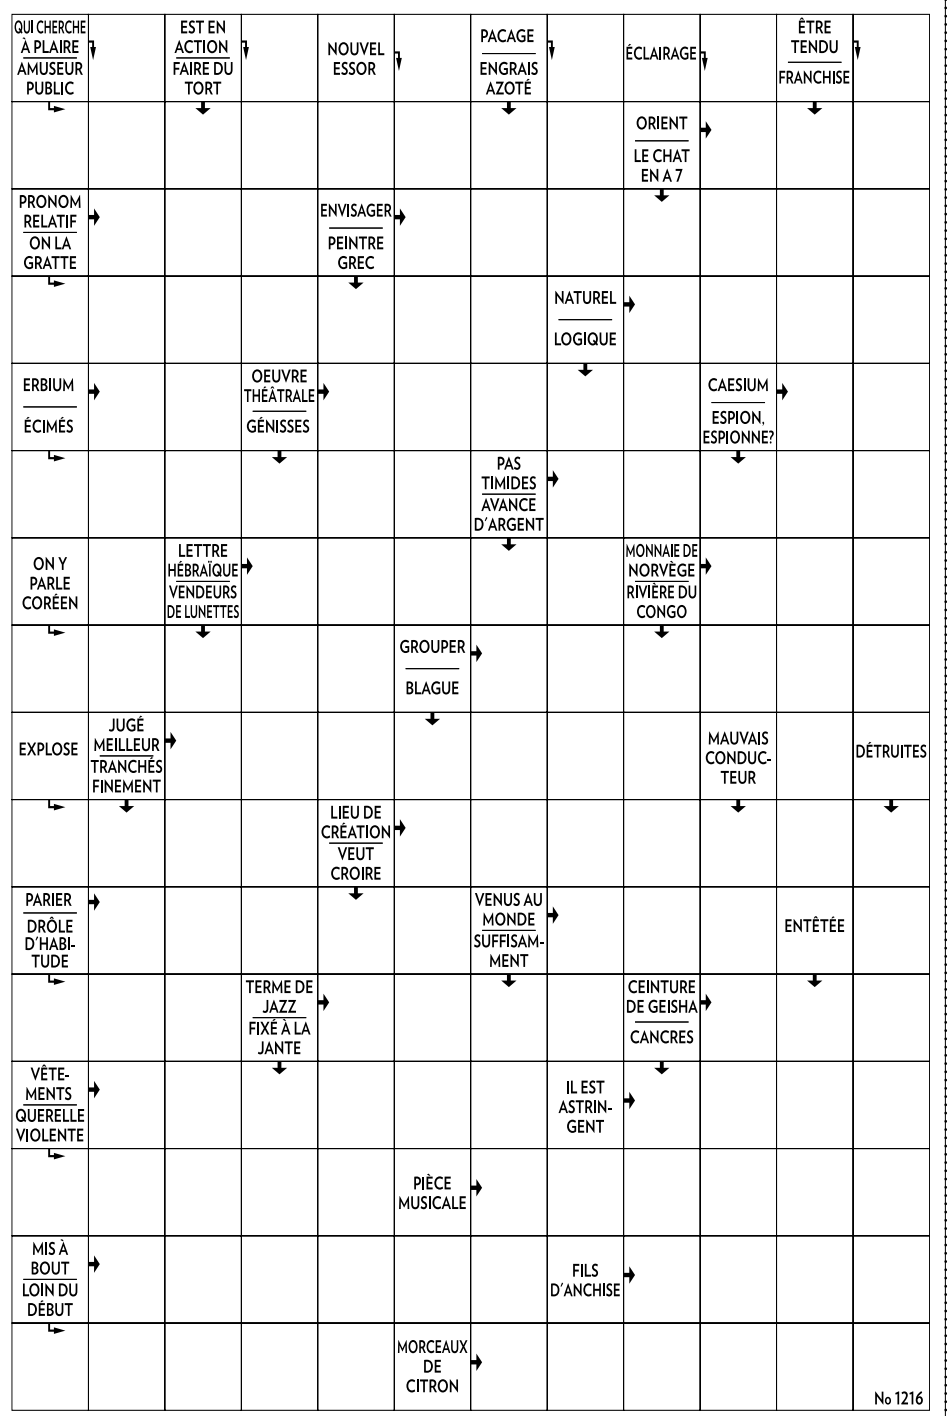 QUI CHERCHE
À PLAIRE
AMUSEUR
PUBLIC
EST EN
ACTION
FAIRE DU
TORT
NOUVEL
ESSOR
PACAGE
ENGRAIS
AZOTÉ
ÉCLAIRAGE
ÊTRE
TENDU
FRANCHISE
ORIENT
LE CHAT
EN A 7
PRONOM
RELATIF
ON LA
GRATTE
ENVISAGER
PEINTRE
GREC
NATUREL
LOGIQUE
ERBIUM
ÉCIMÉS
OEUVRE
THÉÂTRALE
GÉNISSES
CAESIUM
ESPION,
ESPIONNE?
PAS
TIMIDES
AVANCE
D'ARGENT
ON Y
PARLE
CORÉEN
LETTRE
HÉBRAÏQUE
VENDEURS
DE LUNETTES
MONNAIE DE
NORVÈGE
RIVIÈRE DU
CONGO
GROUPER
BLAGUE
EXPLOSE
JUGÉ
MEILLEUR
TRANCHÉS
FINEMENT
MAUVAIS
CONDUC-
TEUR
DÉTRUITES
LIEU DE
CRÉATION
VEUT
CROIRE
PARIER
DRÔLE
D'HABI-
TUDE
VENUS AU
MONDE
SUFFISAM-
MENT
ENTÊTÉE
TERME DE
JAZZ
FIXÉ À LA
JANTE
CEINTURE
DE GEISHA
CANCRES
VÊTE-
MENTS
QUERELLE
VIOLENTE
IL EST
ASTRIN-
GENT
PIÈCE
MUSICALE
MIS À
BOUT
LOIN DU
DÉBUT
FILS
D'ANCHISE
MORCEAUX
DE
CITRON
No 1216